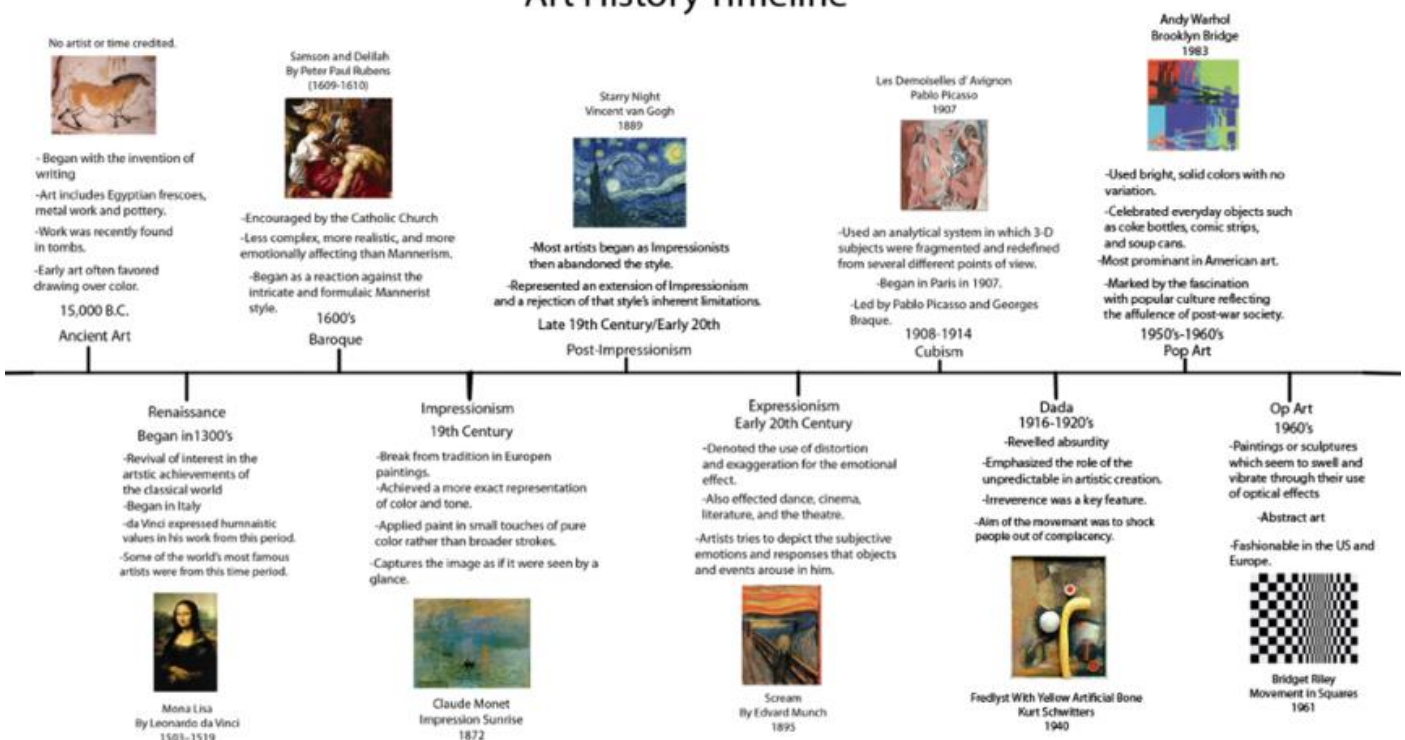 Art History Timeline
No artist or time credited.
- Began with the invention of
writing
-Art includes Egyptian frescoes,
metal work and pottery.
-Work was recently found
in tombs.
-Early art often favored
drawing over color.
15,000 B.C.
Ancient Art
Samson and Delilah
By Peter Paul Rubens
(1609-1610)
-Encouraged by the Catholic Church
-Less complex, more realistic, and more
emotionally affecting than Mannerism.
-Began as a reaction against the
intricate and formulaic Mannerist
style.
1600's
Baroque
Starry Night
Vincent van Gogh
1889
-Most artists began as Impressionists
then abandoned the style.
-Represented an extension of Impressionism
and a rejection of that style's inherent limitations.
Late 19th Century/Early 20th
Post-Impressionism
Les Demoiselles d' Avignon
Pablo Picasso
1907
-Used an analytical system in which 3-D
subjects were fragmented and redefined
from several different points of view.
-Began in Paris in 1907.
-Led by Pablo Picasso and Georges
Braque.
1908-1914
Cubism
Andy Warhol
Brooklyn Bridge
1983
-Used bright, solid colors with no
variation.
-Celebrated everyday objects such
as coke bottles, comic strips,
and soup cans.
-Most prominent in American art.
-Marked by the fascination
with popular culture reflecting
the affulence of post-war society.
1950's-1960's
Pop Art
Renaissance
Began in1300's
-Revival of interest in the
artstic achievements of
the classical world
-Began in Italy
-da Vinci expressed humnaistic
values in his work from this period.
-Some of the world's most famous
artists were from this time period.
Mona Lisa
By Leonardo da Vinci
1503-1519
Impressionism
19th Century
-Break from tradition in Europen
paintings.
-Achieved a more exact representation
of color and tone.
-Applied paint in small touches of pure
color rather than broader strokes.
-Captures the image as if it were seen by a
glance.
Claude Monet
Impression Sunrise
1872
Expressionism
Early 20th Century
-Denoted the use of distortion
and exaggeration for the emotional
effect.
-Also effected dance, cinema,
literature, and the theatre.
-Artists tries to depict the subjective
emotions and responses that objects
and events arouse in him.
Scream
By Edvard Munch
1895
Dada
1916-1920's
-Revelled absurdity
-Emphasized the role of the
unpredictable in artistic creation.
-Irreverence was a key feature.
-Aim of the movement was to shock
people out of complacency.
Fredlyst With Yellow Artificial Bone
Kurt Schwitters
1940
Op Art
1960's
-Paintings or sculptures
which seem to swell and
vibrate through their use
of optical effects
-Abstract art
-Fashionable in the US and
Europe.
Bridget Riley
Movement in Squares
1961